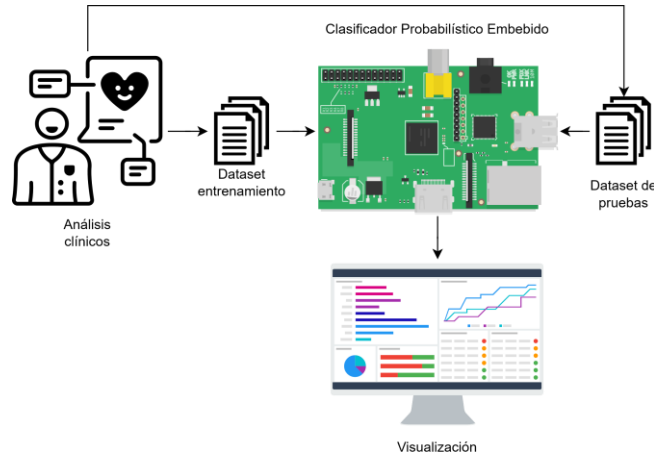 Clasificador Probabilístico Embebido
Dataset
entrenamiento
Análisis
clínicos
Dataset de
pruebas
Visualización